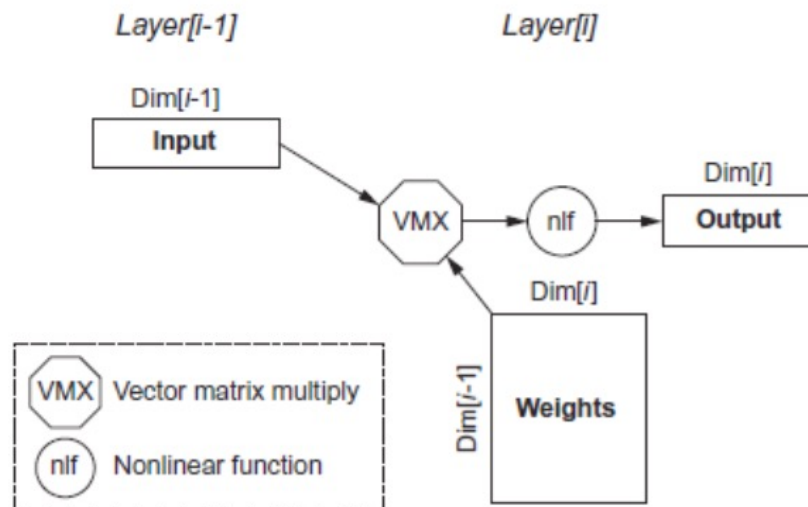 Layer[i-1]
Layer[i]
Dim[i-1]
Input
VMX
nlf
Dim[i]
Output
Dim[i]
Dim[i-1]
Weights
VMX Vector matrix multiply
nlf Nonlinear function